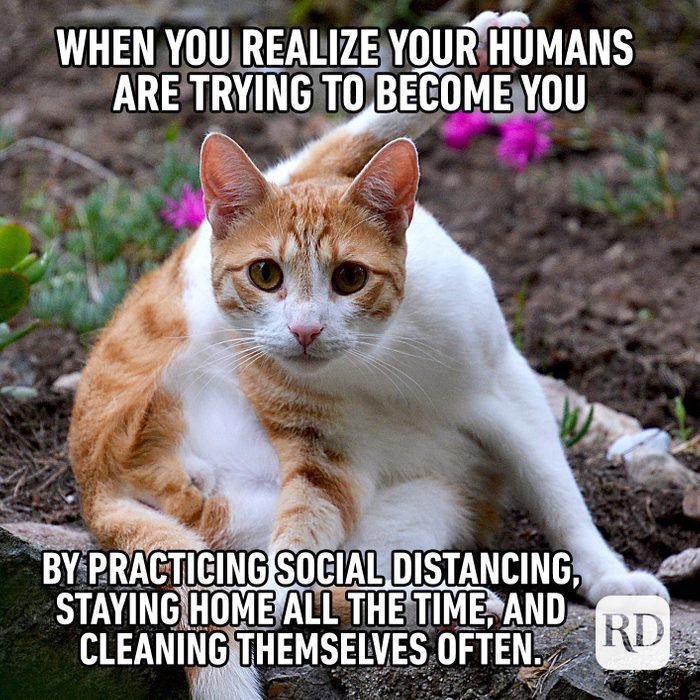 WHEN YOU REALIZE YOUR HUMANS
ARE TRYING TO BECOME YOU
BY PRACTICING SOCIAL DISTANCING,
STAYING HOME ALL THE TIME, AND
CLEANING THEMSELVES OFTEN.
RD